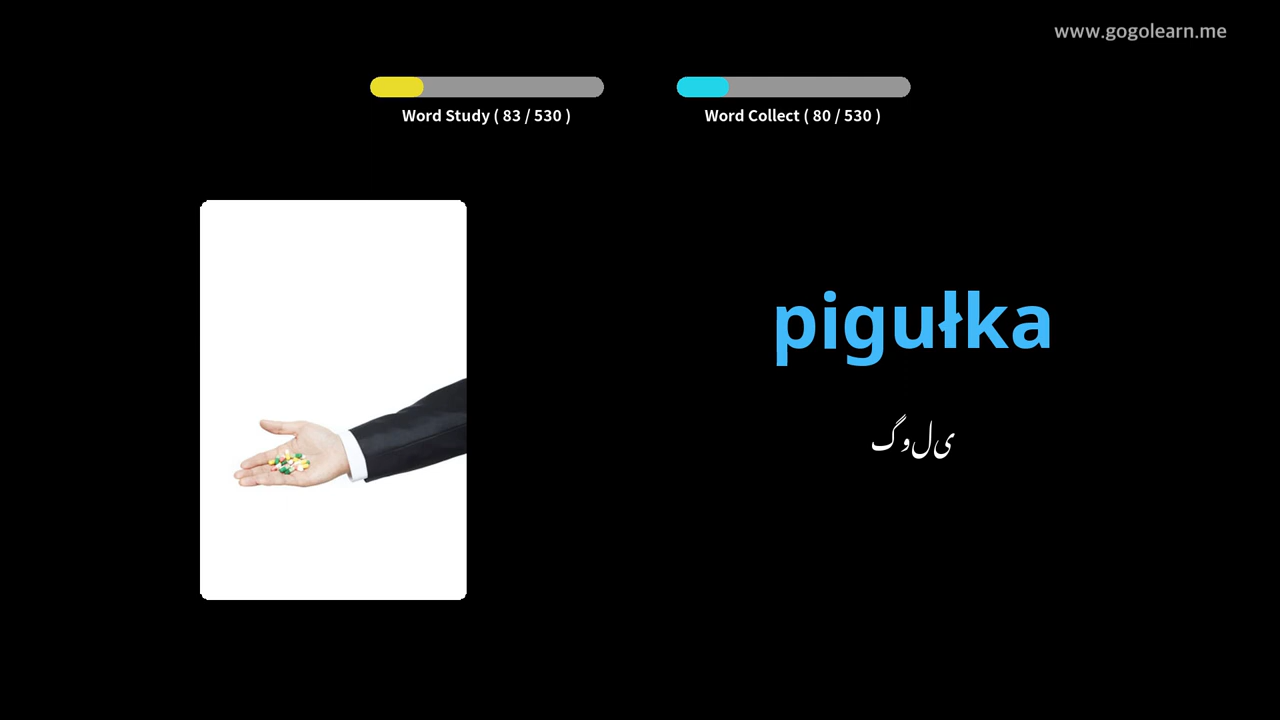 www.gogolearn.me
Word Study ( 83 / 530 )
Word Collect ( 80 / 530 )
pigułka
گولی